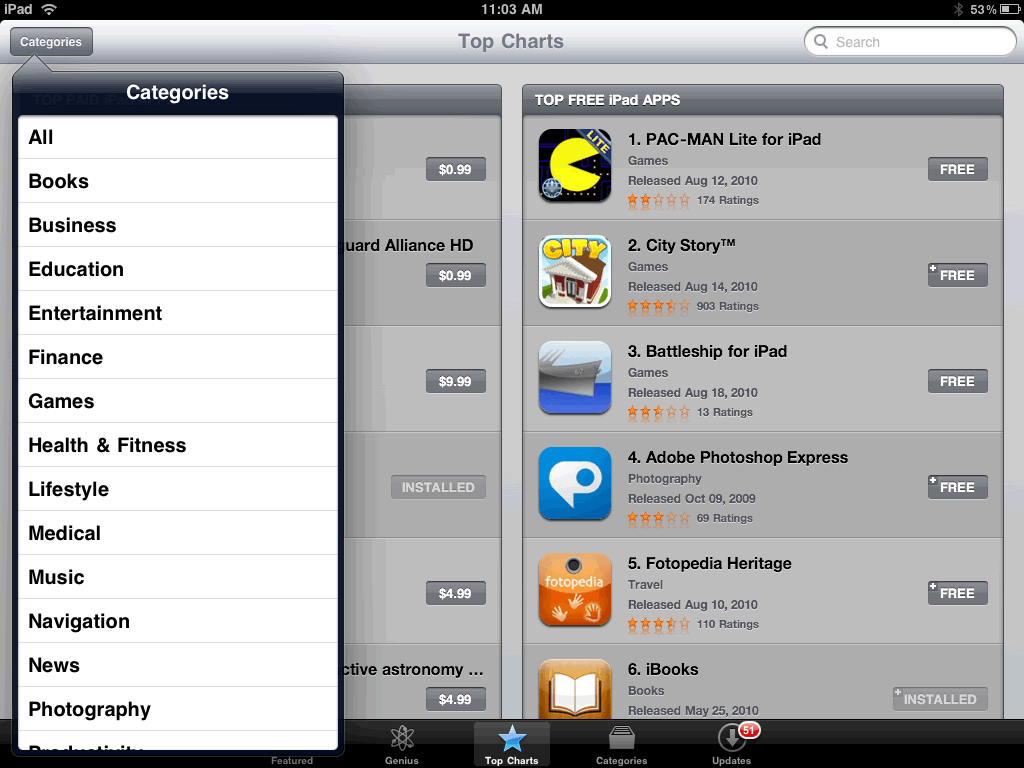 iPad
11:03 AM
53%
Categories
Top Charts
Search
Categories
TOP PAID iPad
All
Books
Business
Education
Entertainment
Finance
Games
Health & Fitness
Lifestyle
Medical
Music
Navigation
News
Photography
Productivity
$0.99
guard Alliance HD
$0.99
$9.99
INSTALLED
$4.99
ctive astronomy ...
$4.99
TOP FREE iPad APPS
LITE
1. PAC-MAN Lite for iPad
Games
Released Aug 12, 2010
174 Ratings
FREE
CITY
2. City Story™
Games
Released Aug 14, 2010
903 Ratings
+ FREE
3. Battleship for iPad
Games
Released Aug 18, 2010
13 Ratings
FREE
4. Adobe Photoshop Express
Photography
Released Oct 09, 2009
69 Ratings
+ FREE
fotopedia
5. Fotopedia Heritage
Travel
Released Aug 10, 2010
110 Ratings
+ FREE
6. iBooks
Books
Released May 25, 2010
+ INSTALLED
Featured
Genius
Top Charts
Categories
51
Updates